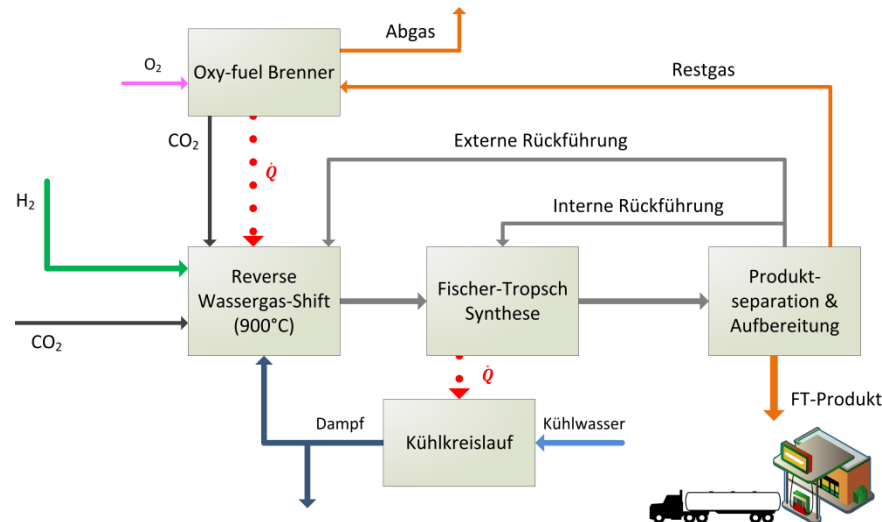 Abgas
O₂
Oxy-fuel Brenner
Restgas
CO₂
Q̇
Externe Rückführung
H₂
Interne Rückführung
Reverse
Wassergas-Shift
(900°C)
Fischer-Tropsch
Synthese
Produkt-
separation &
Aufbereitung
CO₂
Q̇
FT-Produkt
Dampf
Kühlkreislauf
Kühlwasser